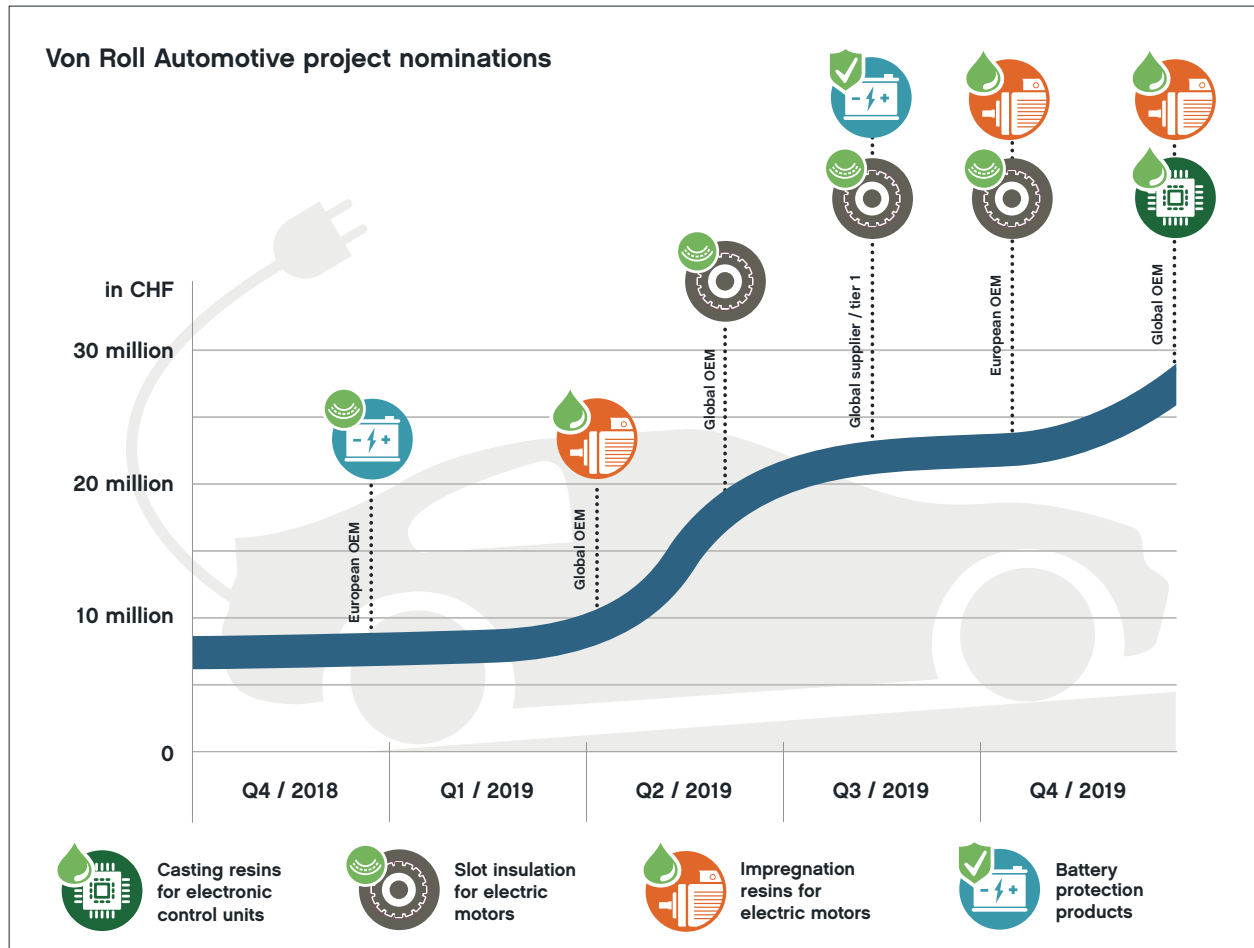 Von Roll Automotive project nominations
in CHF
30 million
20 million
10 million
0
European OEM
Global OEM
Global OEM
Global supplier / tier 1
European OEM
Global OEM
Q4 / 2018
Q1 / 2019
Q2 / 2019
Q3 / 2019
Q4 / 2019
Casting resins
for electronic
control units
Slot insulation
for electric
motors
Impregnation
resins for
electric motors
Battery
protection
products